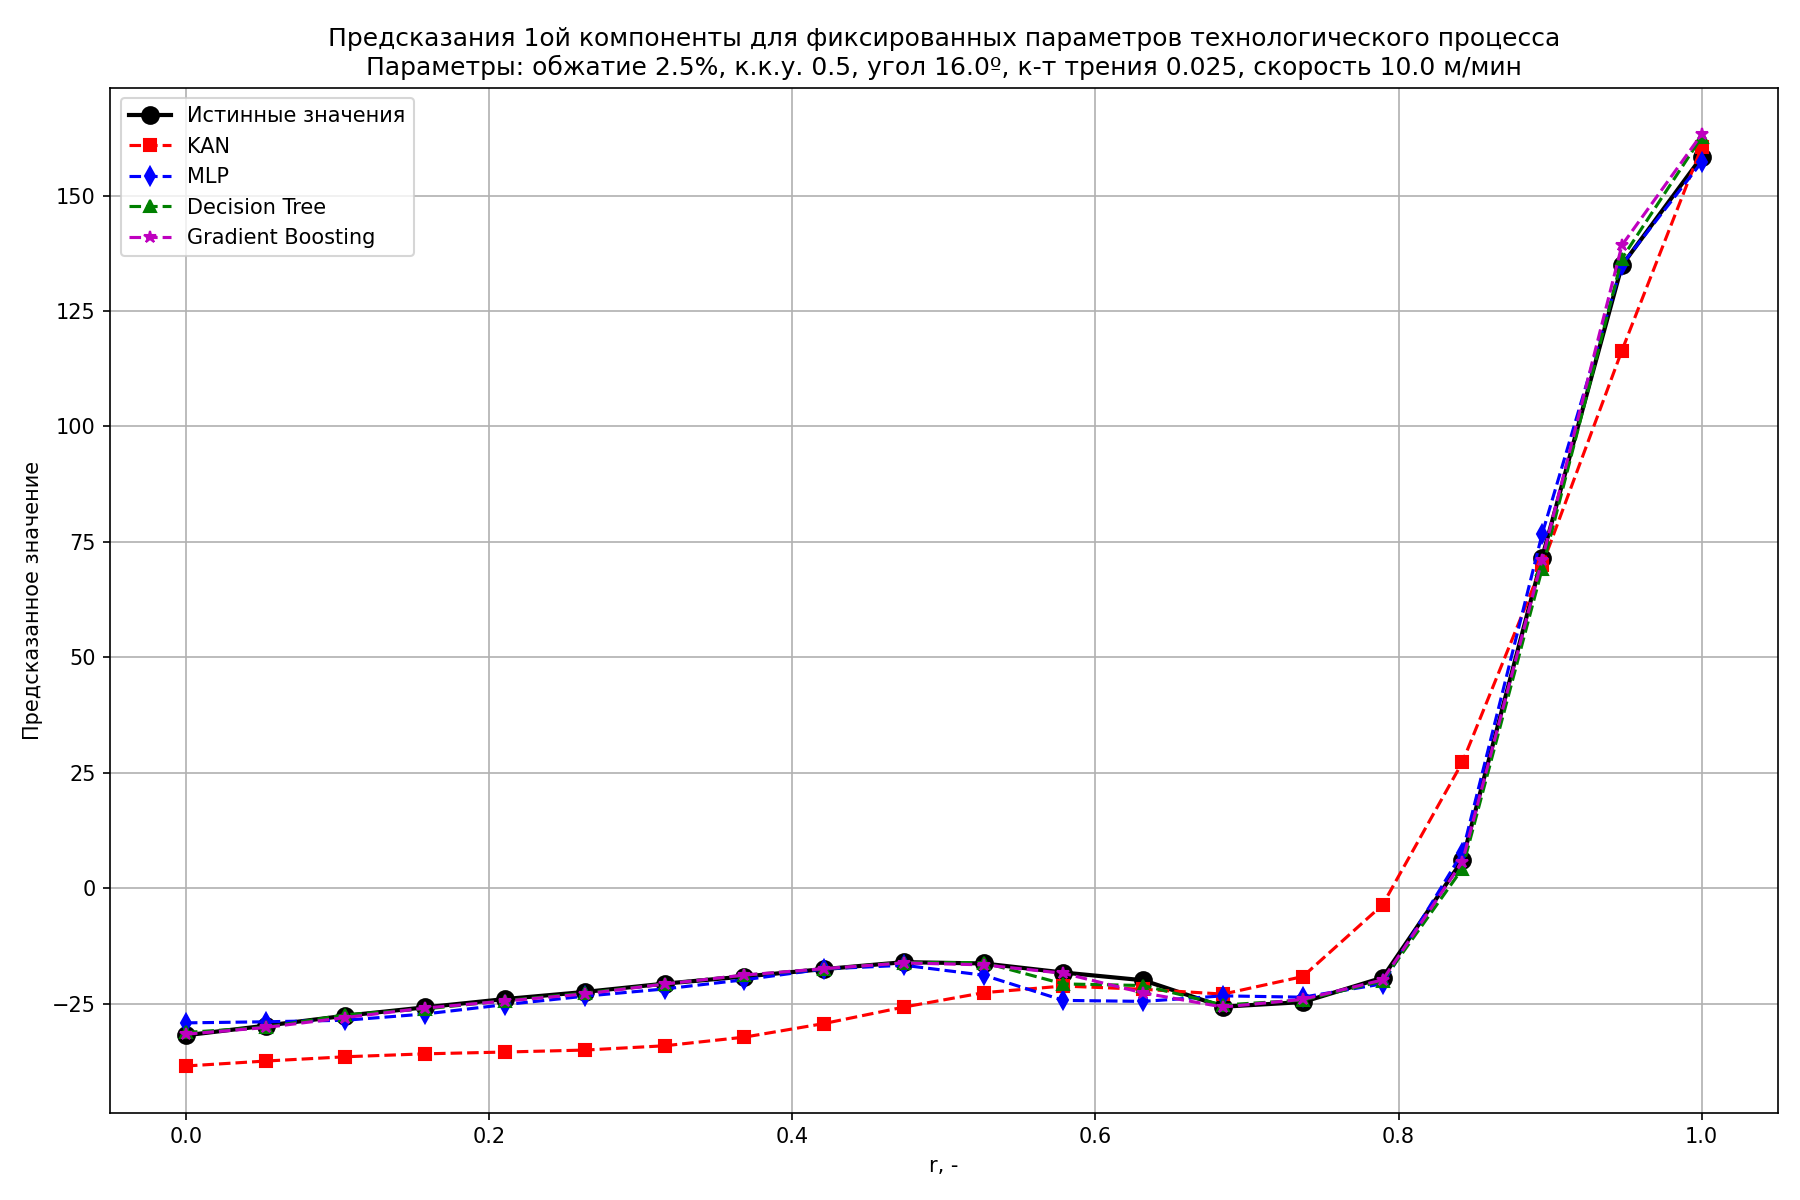 Предсказания 1ой компоненты для фиксированных параметров технологического процесса
Параметры: обжатие 2.5%, к.к.у. 0.5, угол 16.0º, к-т трения 0.025, скорость 10.0 м/мин
Истинные значения
KAN
MLP
Decision Tree
Gradient Boosting
Предсказанное значение
150
125
100
75
50
25
0
−25
0.0
0.2
0.4
0.6
0.8
1.0
r, -